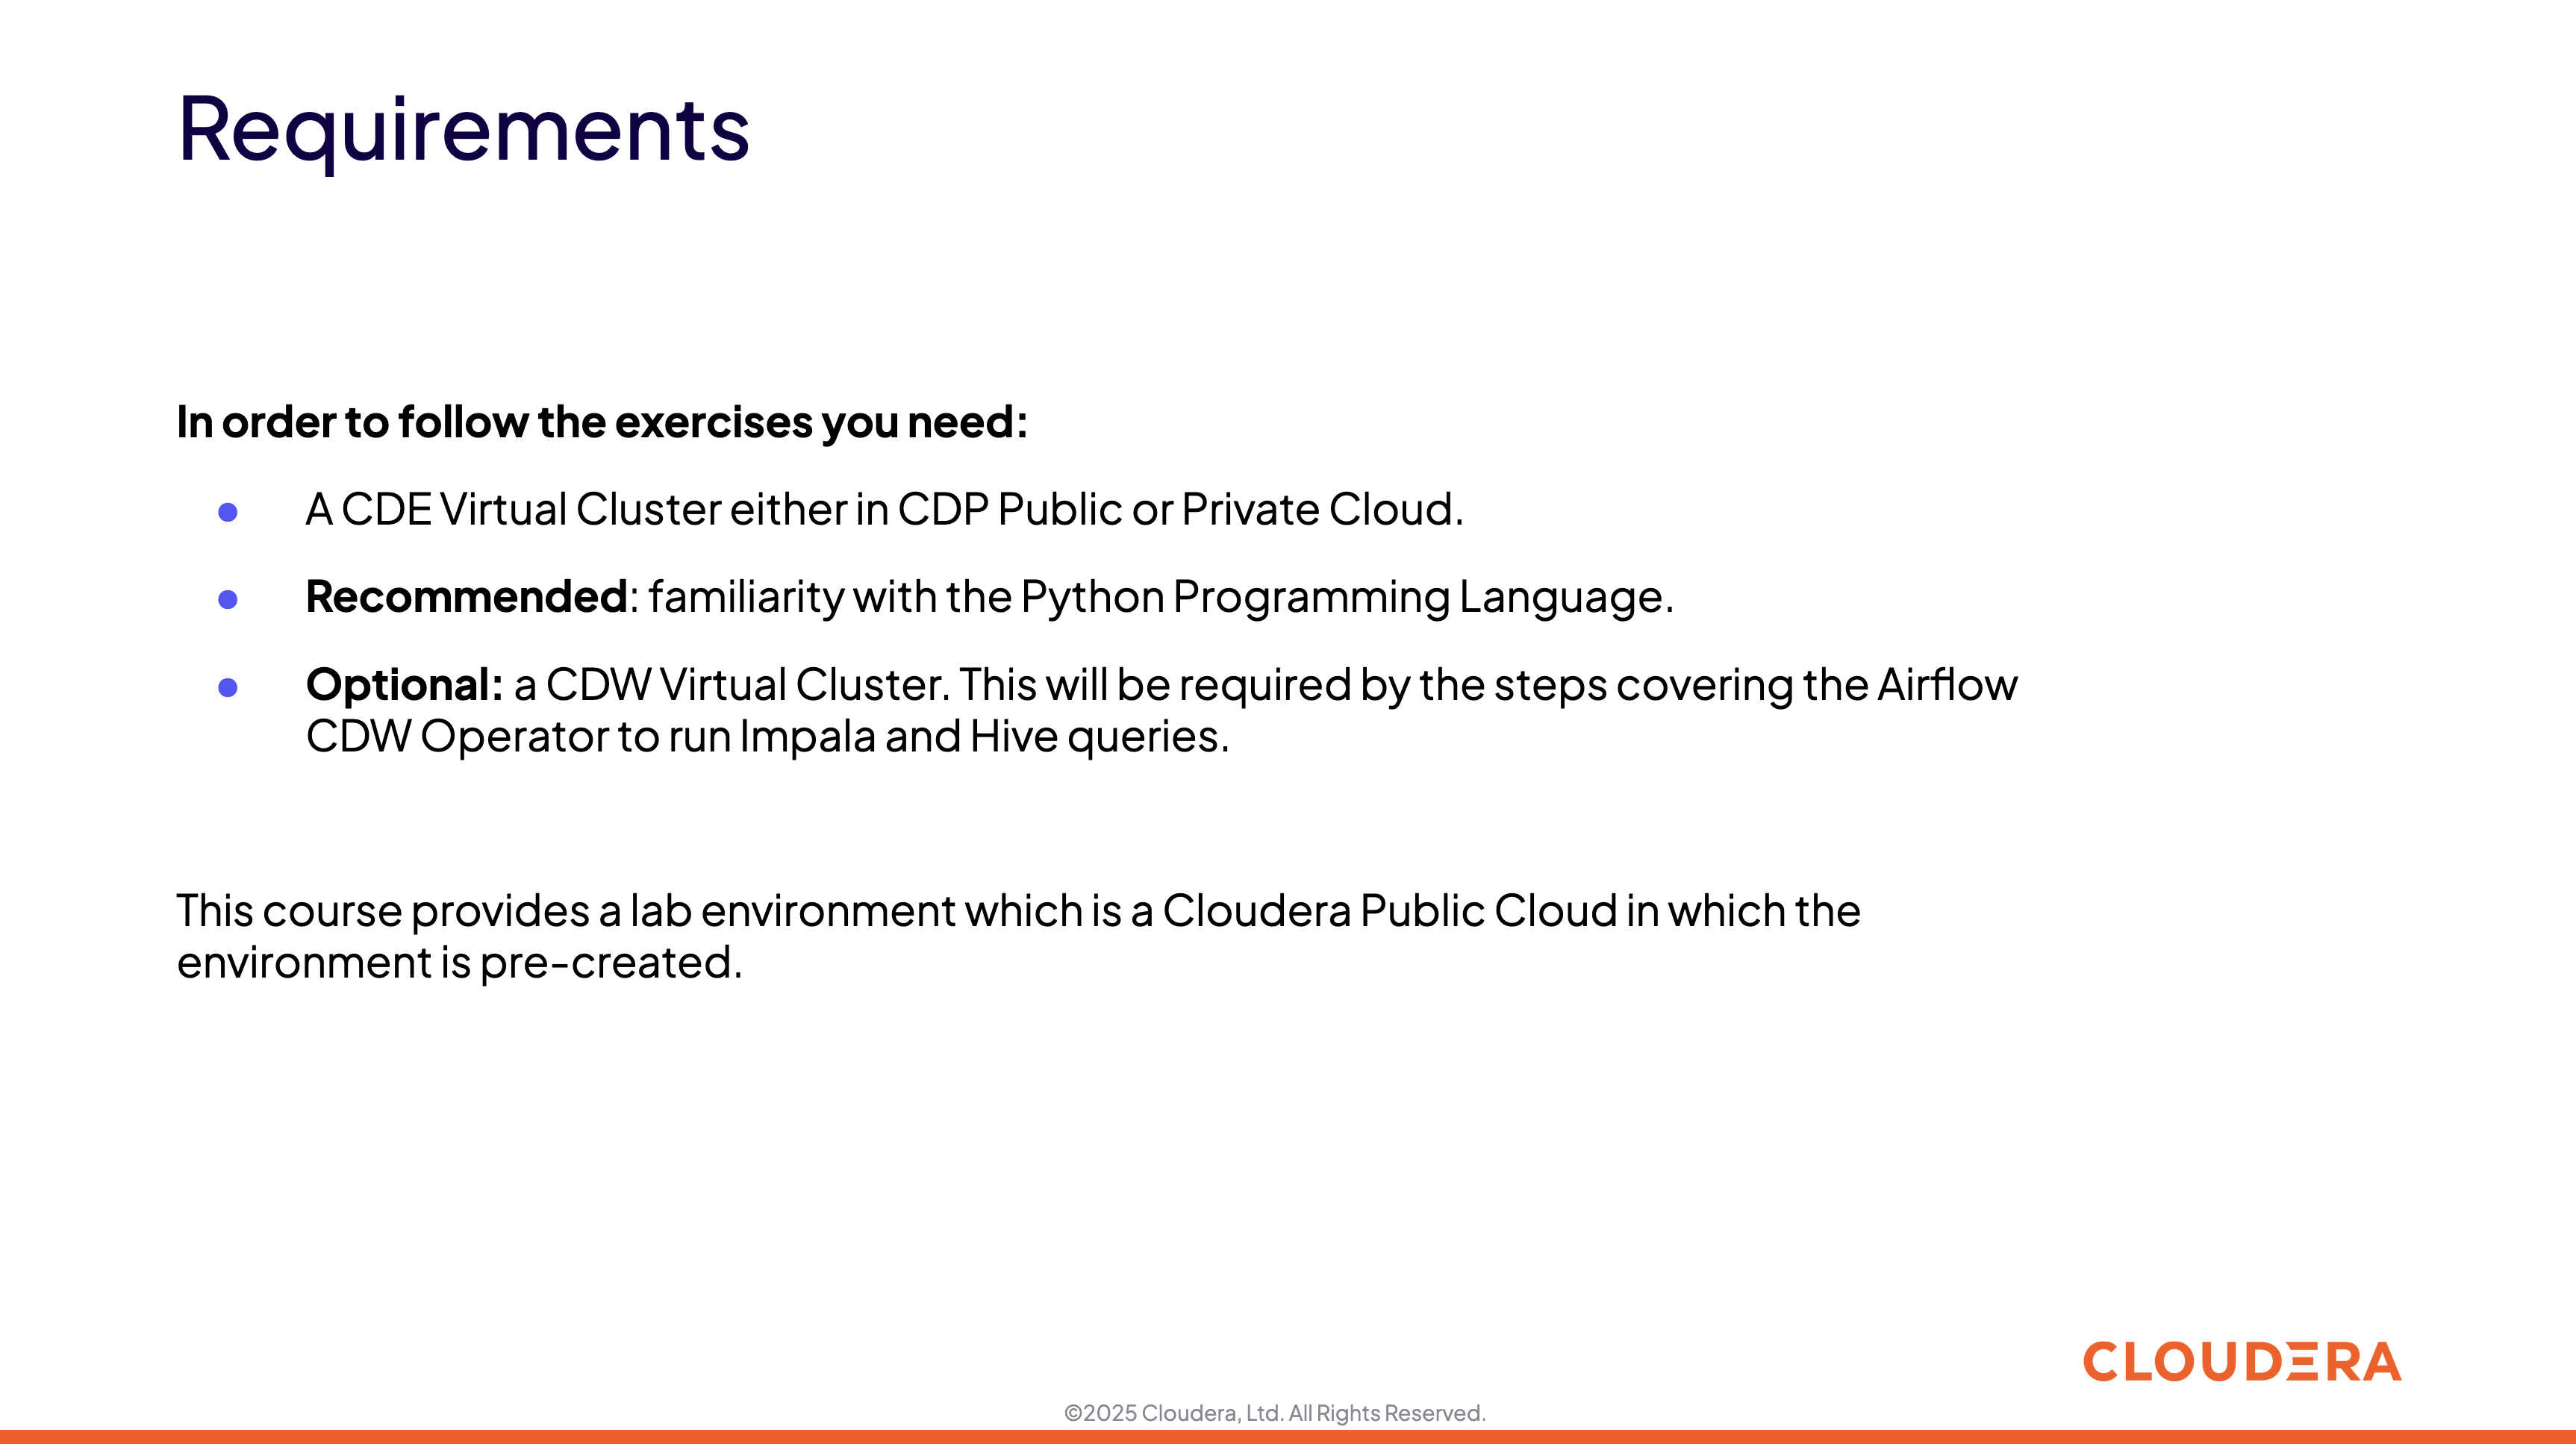 Requirements
In order to follow the exercises you need:
● A CDE Virtual Cluster either in CDP Public or Private Cloud.
● Recommended: familiarity with the Python Programming Language.
● Optional: a CDW Virtual Cluster. This will be required by the steps covering the Airflow
CDW Operator to run Impala and Hive queries.
This course provides a lab environment which is a Cloudera Public Cloud in which the
environment is pre-created.
CLOUDERA
©2025 Cloudera, Ltd. All Rights Reserved.